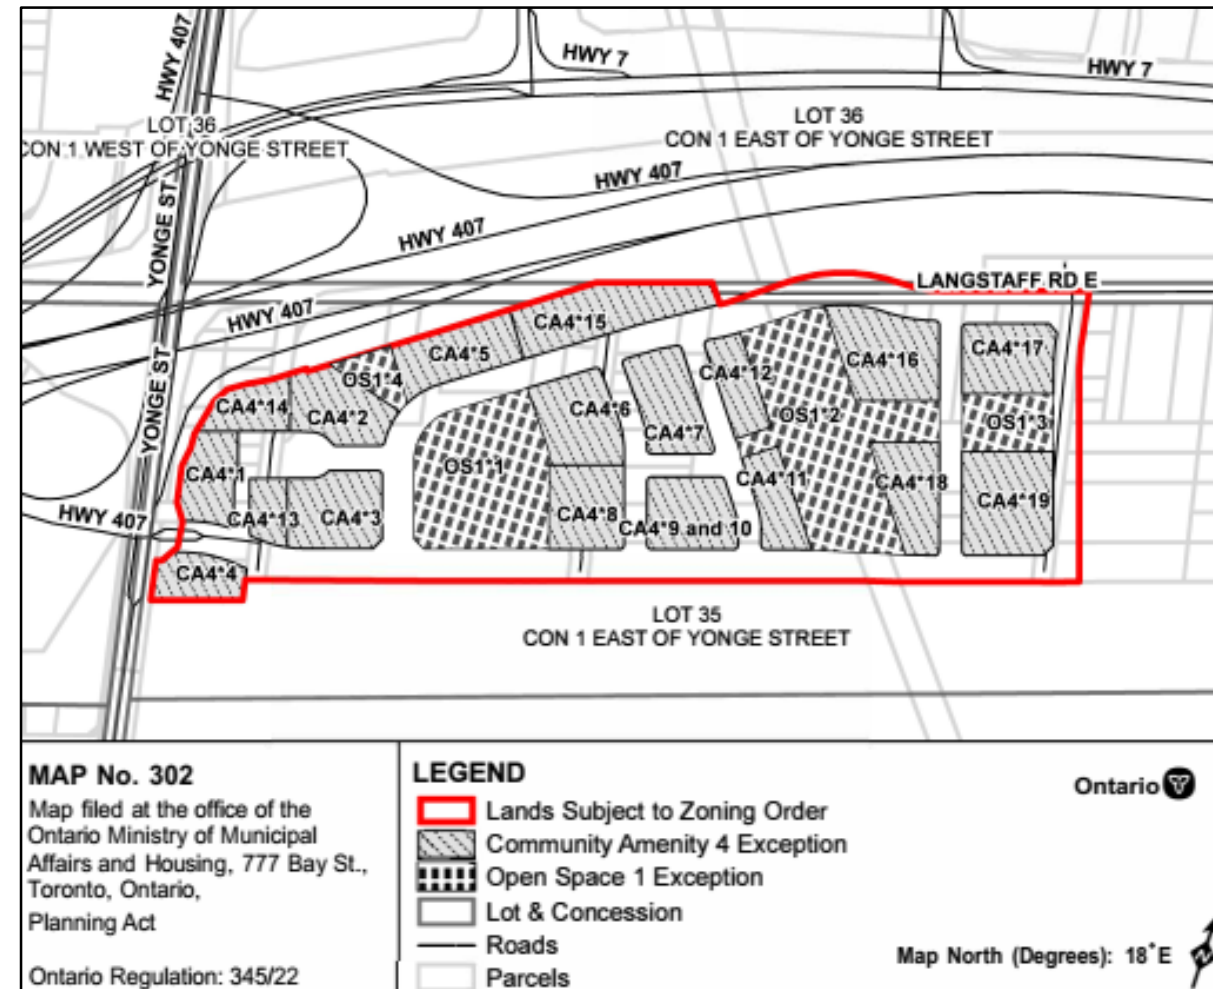 HWY 407
HWY 7
HWY 7
LOT 36
CON 1 WEST OF YONGE STREET
LOT 36
CON 1 EAST OF YONGE STREET
HWY 407
YONGE ST
HWY 407
LANGSTAFF RD E
HWY 407
CA4*15
CA4*5
CA4*17
CA4*16
OS1*4
CA4*12
YONGE ST
CA4*14
CA4*2
CA4*6
OS1*2
OS1*3
CA4*7
OS1*1
CA4*1
CA4*11
CA4*18
CA4*19
HWY 407
CA4*13
CA4*3
CA4*8
CA4*9 and 10
CA4*4
LOT 35
CON 1 EAST OF YONGE STREET
MAP No. 302
Map filed at the office of the
Ontario Ministry of Municipal
Affairs and Housing, 777 Bay St.,
Toronto, Ontario,
Planning Act
Ontario Regulation: 345/22
LEGEND
Lands Subject to Zoning Order
Community Amenity 4 Exception
Open Space 1 Exception
Lot & Concession
Roads
Parcels
Ontario
Map North (Degrees): 18°E
N